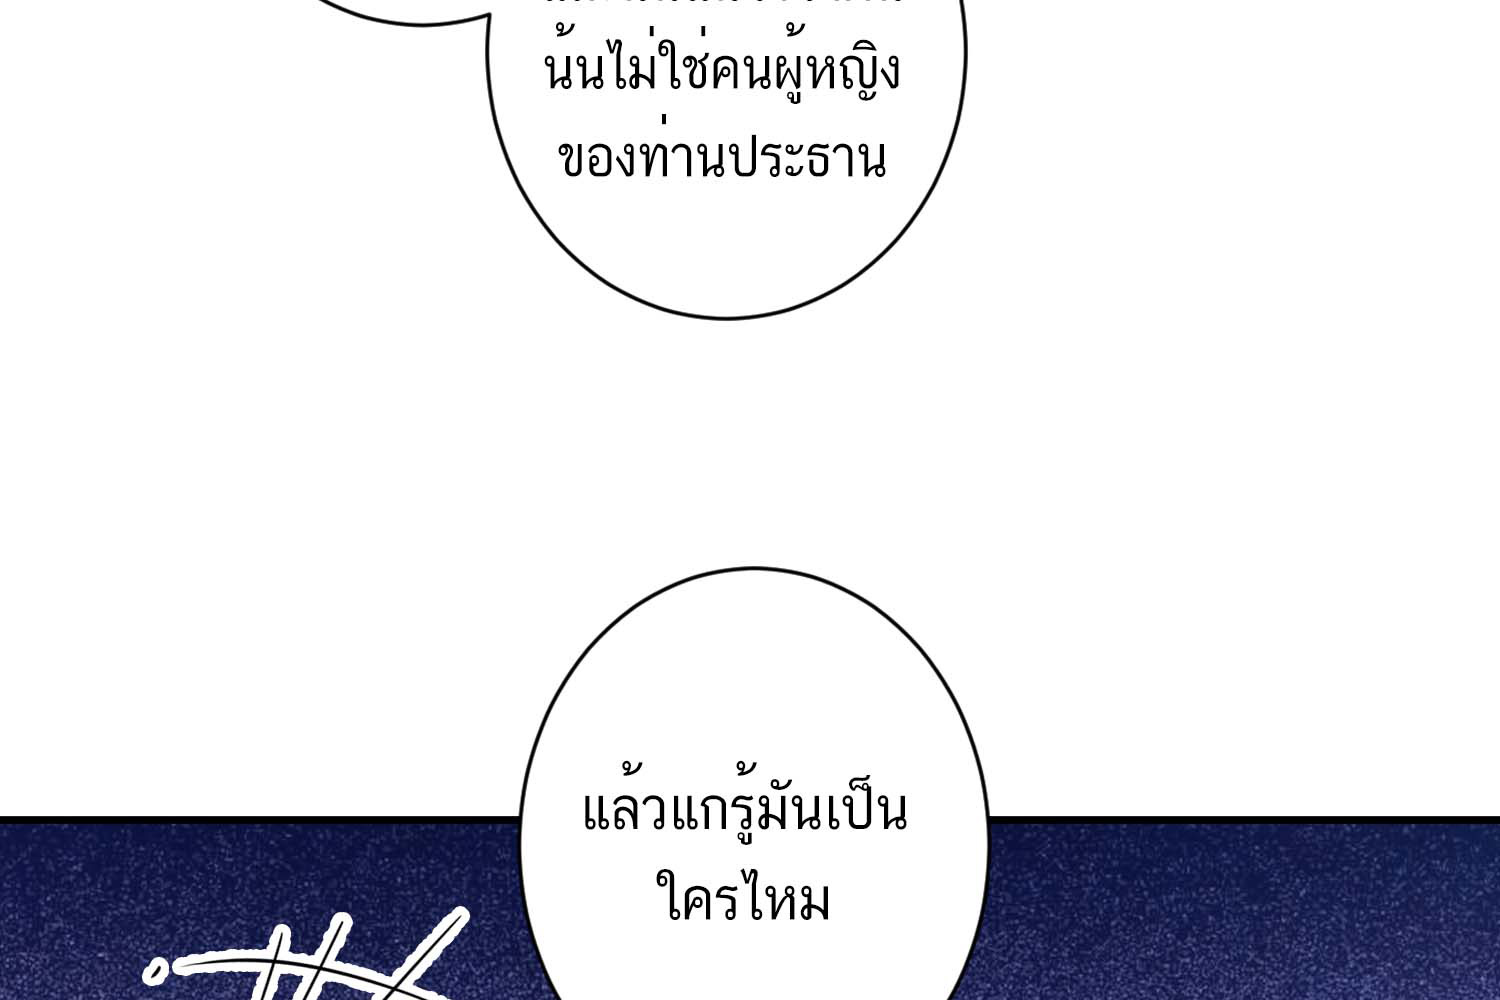 น้นไม่ใช่คนผู้หญิง
ของท่านประธาน
แล้วแกรู้มันเป็น
ใครไหม